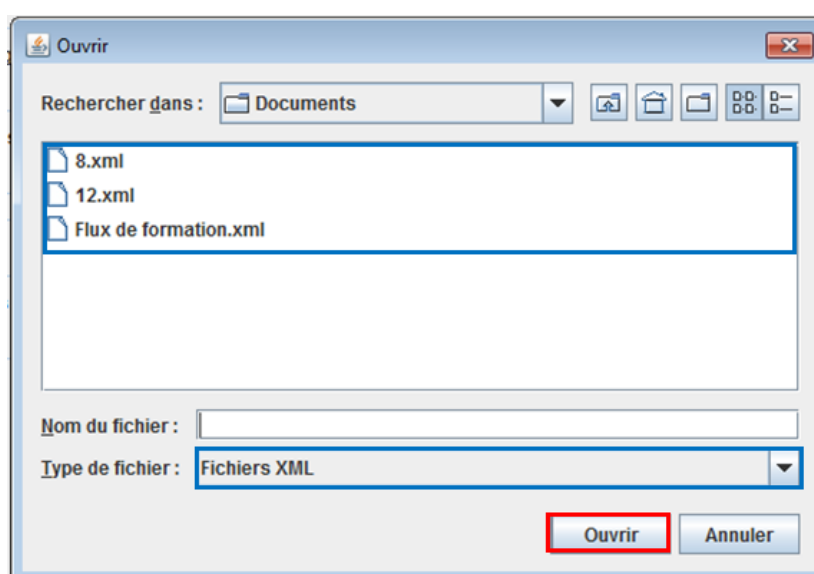 Ouvrir
Rechercher dans : Documents
8.xml
12.xml
Flux de formation.xml
Nom du fichier :
Type de fichier : Fichiers XML
Ouvrir Annuler